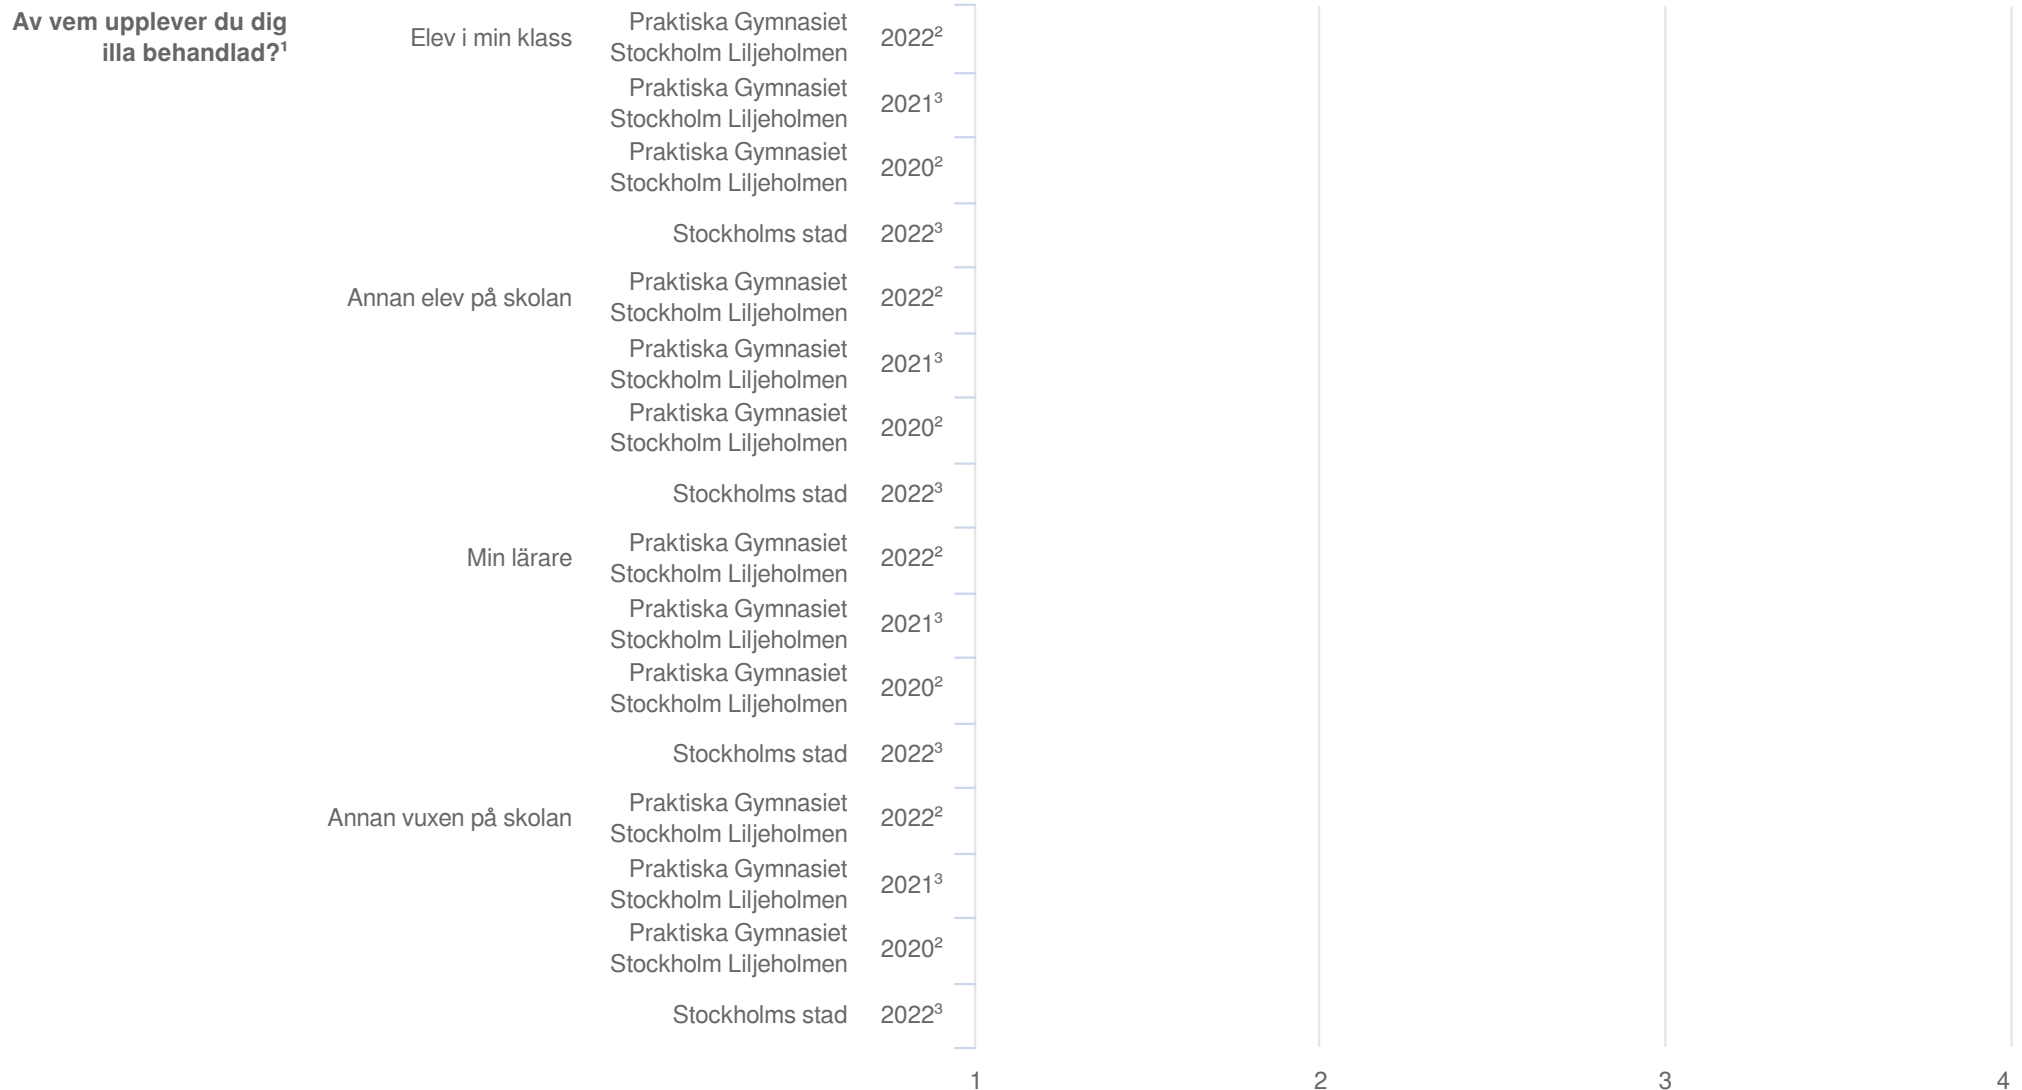 Av vem upplever du dig
illa behandlad?¹
Elev i min klass
Praktiska Gymnasiet
Stockholm Liljeholmen
2022²
Praktiska Gymnasiet
Stockholm Liljeholmen
2021³
Praktiska Gymnasiet
Stockholm Liljeholmen
2020²
Stockholms stad 2022³
Annan elev på skolan
Praktiska Gymnasiet
Stockholm Liljeholmen
2022²
Praktiska Gymnasiet
Stockholm Liljeholmen
2021³
Praktiska Gymnasiet
Stockholm Liljeholmen
2020²
Stockholms stad 2022³
Min lärare
Praktiska Gymnasiet
Stockholm Liljeholmen
2022²
Praktiska Gymnasiet
Stockholm Liljeholmen
2021³
Praktiska Gymnasiet
Stockholm Liljeholmen
2020²
Stockholms stad 2022³
Annan vuxen på skolan
Praktiska Gymnasiet
Stockholm Liljeholmen
2022²
Praktiska Gymnasiet
Stockholm Liljeholmen
2021³
Praktiska Gymnasiet
Stockholm Liljeholmen
2020²
Stockholms stad 2022³
1 2 3 4